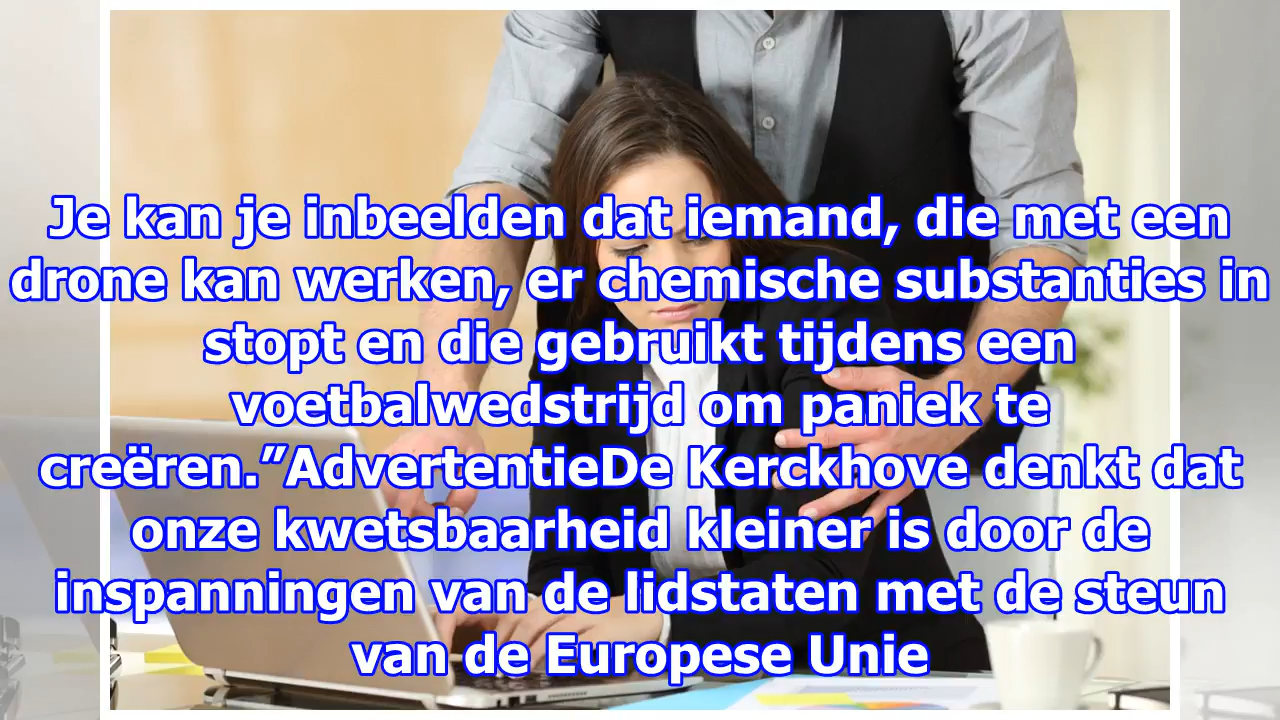 Je kan je inbeelden dat iemand, die met een
drone kan werken, er chemische substanties in
stopt en die gebruikt tijdens een
voetbalwedstrijd om paniek te
creëren.”AdvertentieDe Kerckhove denkt dat
onze kwetsbaarheid kleiner is door de
inspanningen van de lidstaten met de steun
van de Europese Unie